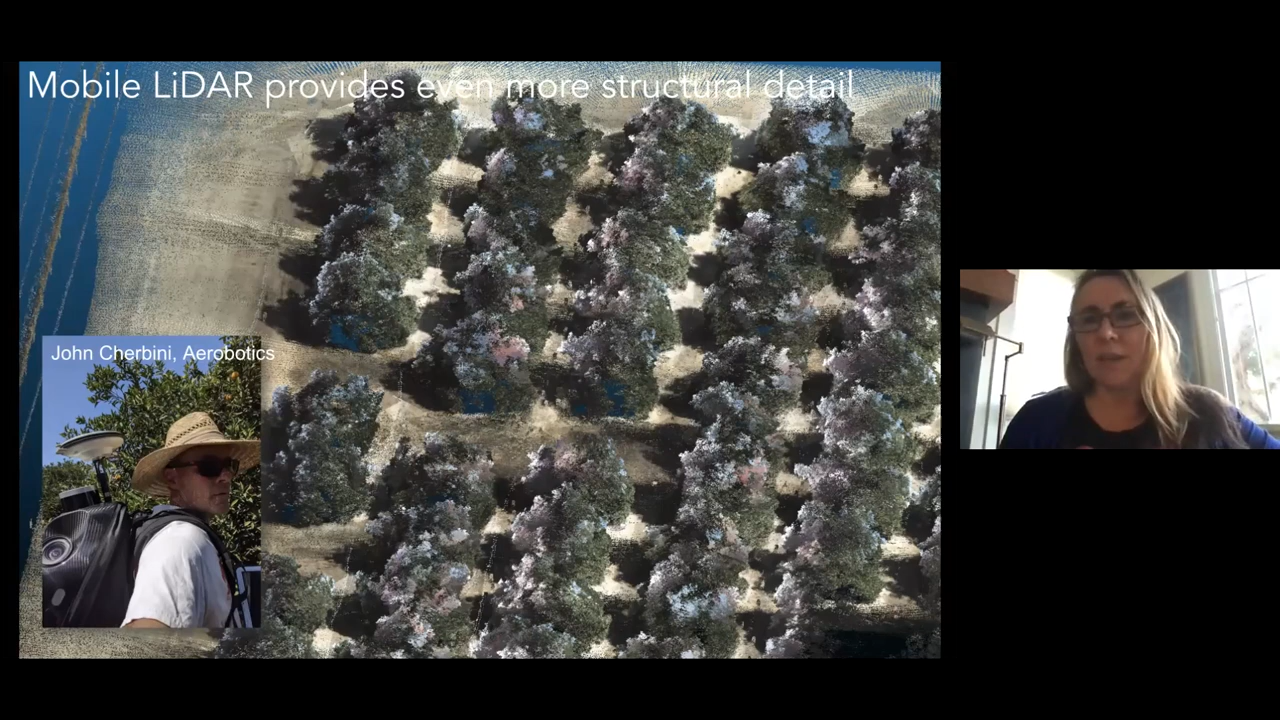 Mobile LiDAR provides even more structural detail
John Cherbini, Aerobotics